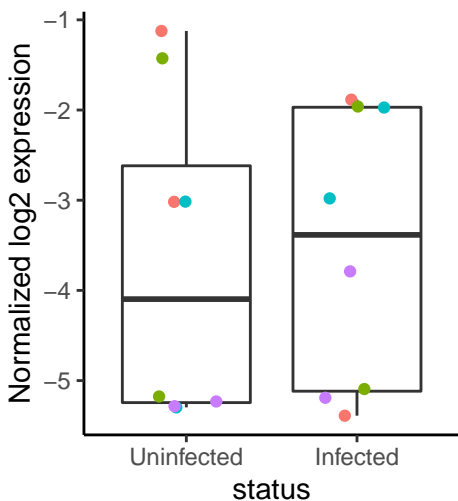 Normalized log2 expression
−1
−2
−3
−4
−5
Uninfected
Infected
status